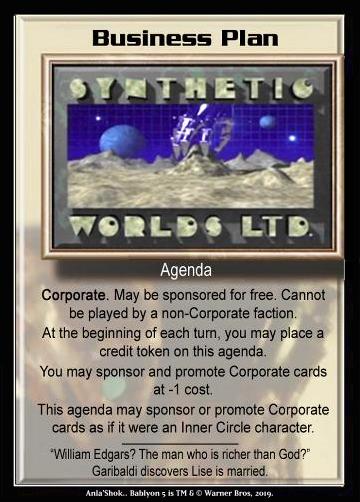 Business Plan
SYNTHETIC
WORLDS LTD.
Agenda
Corporate. May be sponsored for free. Cannot
be played by a non-Corporate faction.
At the beginning of each turn, you may place a
credit token on this agenda.
You may sponsor and promote Corporate cards
at -1 cost.
This agenda may sponsor or promote Corporate
cards as if it were an Inner Circle character.
“William Edgars? The man who is richer than God?”
Garibaldi discovers Lise is married.
Anla'Shok.. Bablyon 5 is TM & © Warner Bros, 2019.